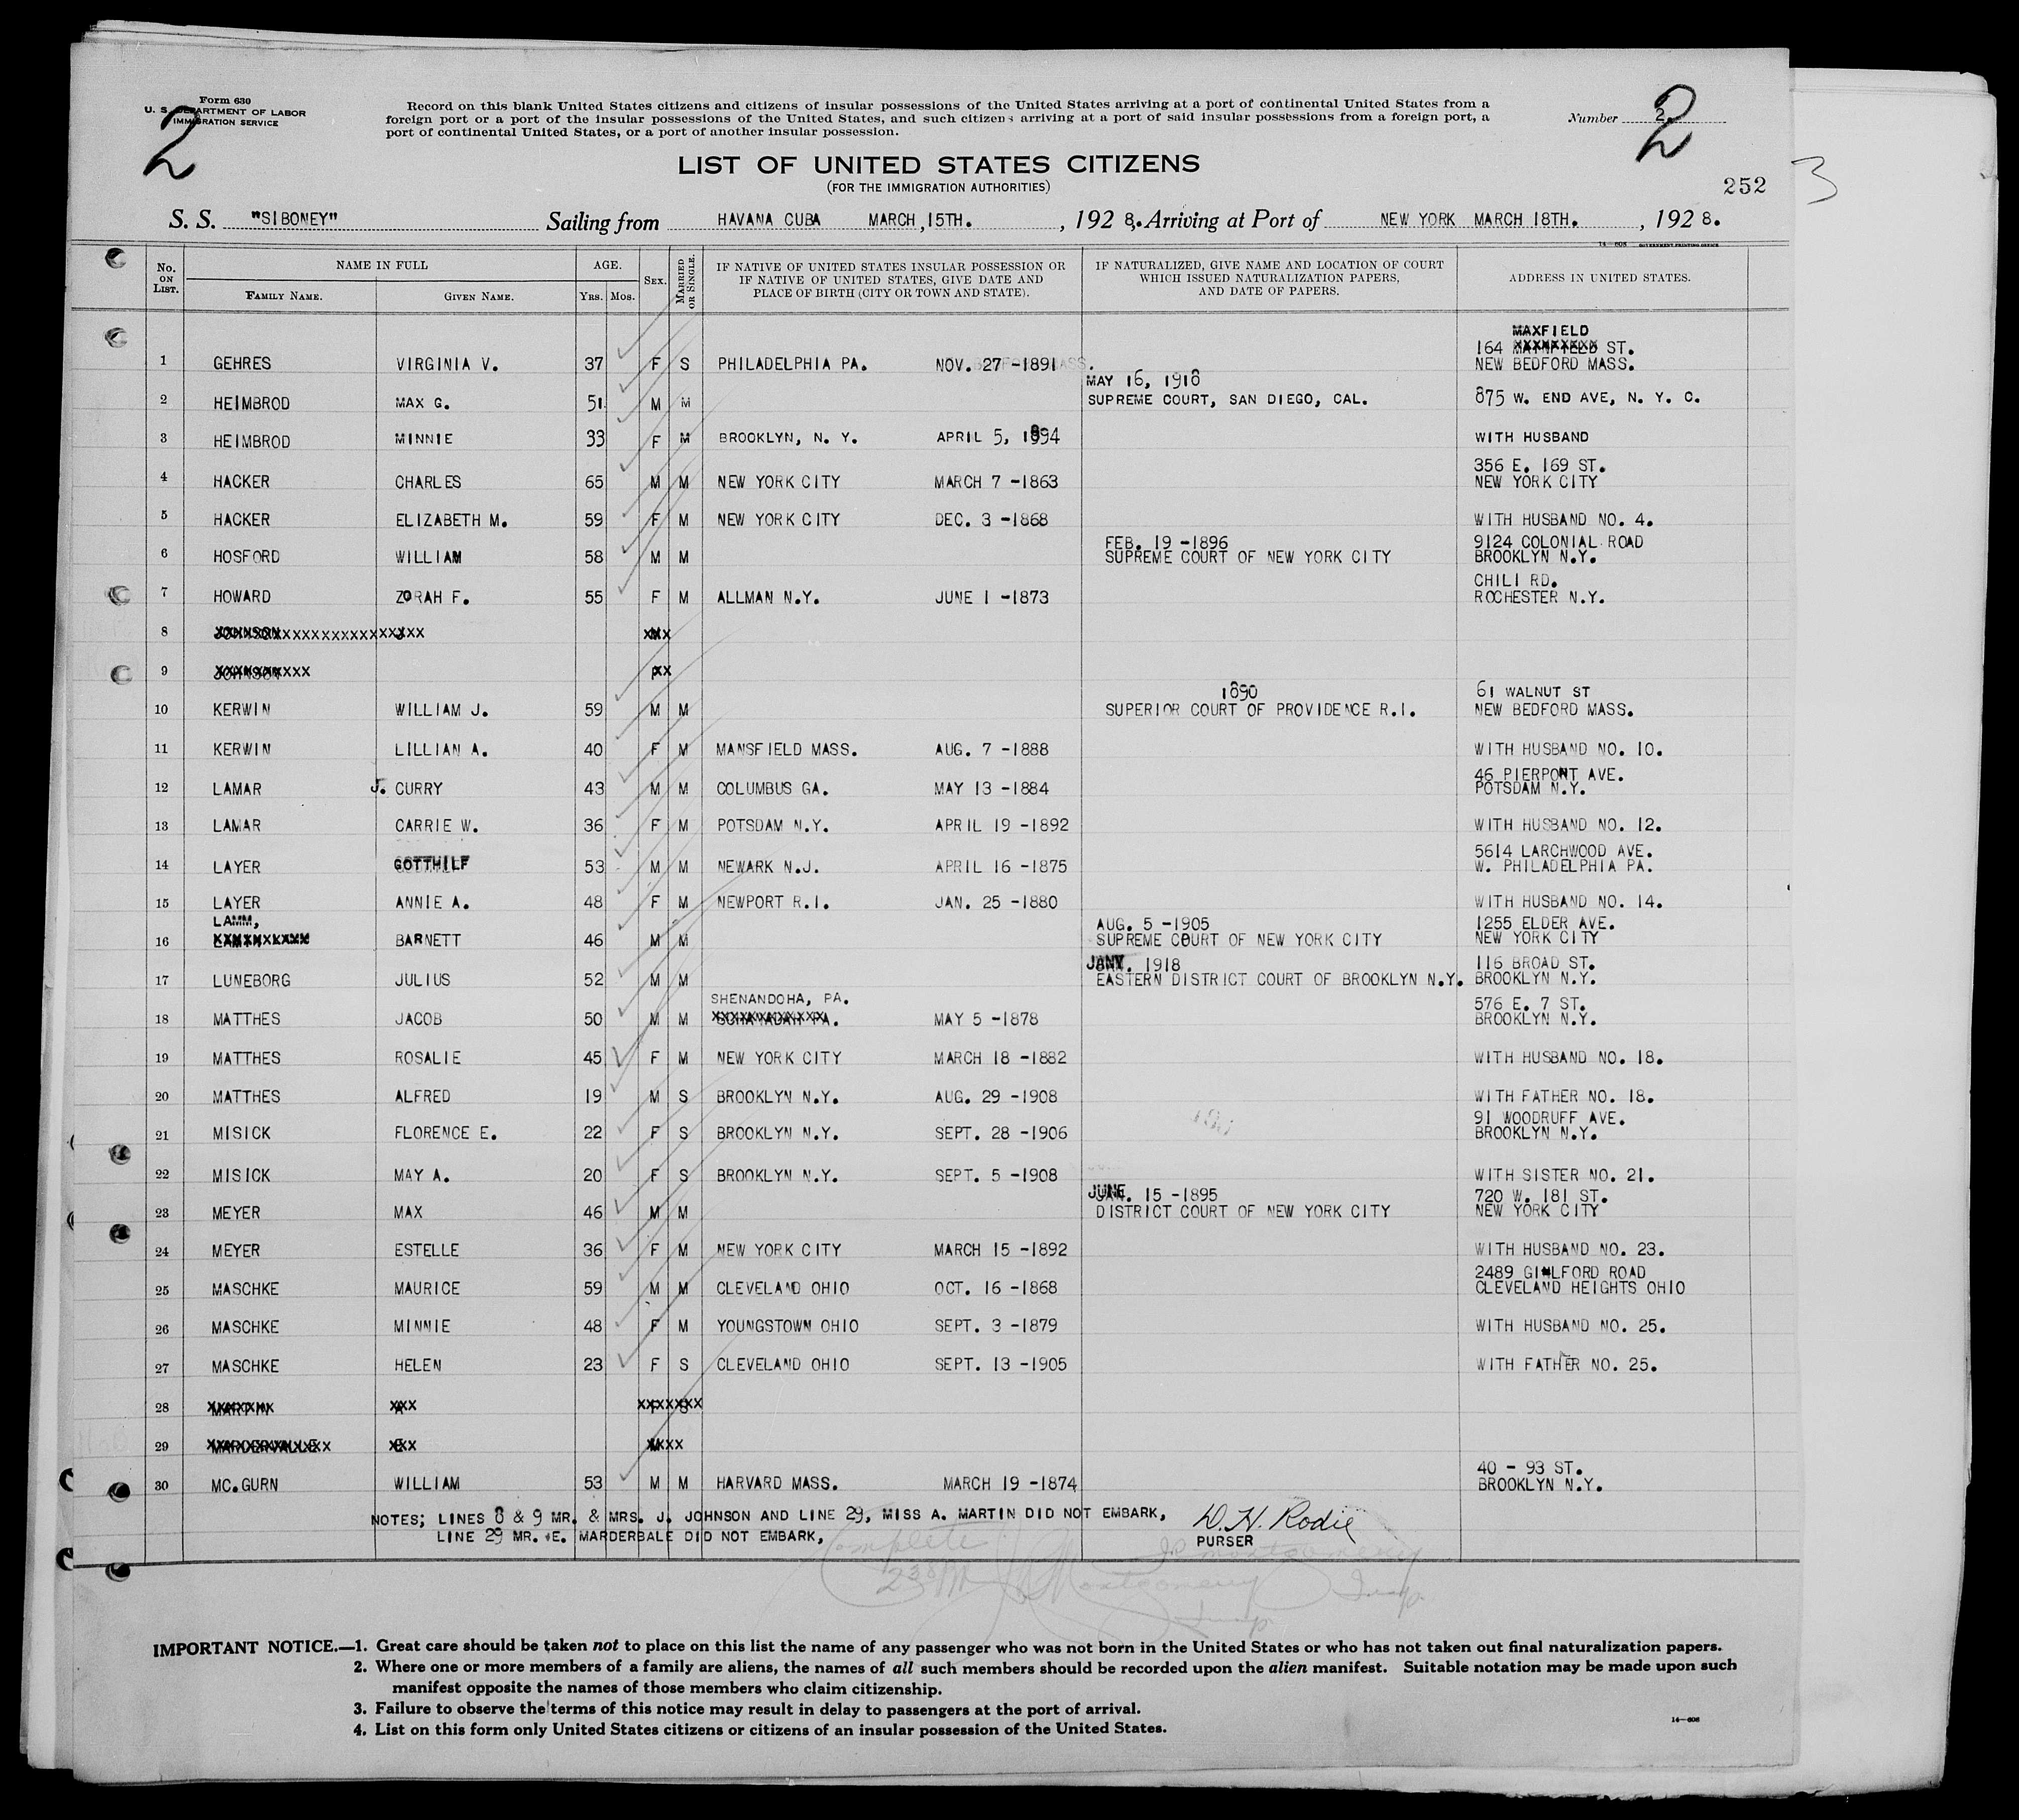 Form 630
U. S. DEPARTMENT OF LABOR
IMMIGRATION SERVICE
2
Record on this blank United States citizens and citizens of insular possessions of the United States arriving at a port of continental United States from a
foreign port or a port of the insular possessions of the United States, and such citizens arriving at a port of said insular possessions from a foreign port, a
port of continental United States, or a port of another insular possession.
Number 2.
2
LIST OF UNITED STATES CITIZENS
(FOR THE IMMIGRATION AUTHORITIES)
252
3
S. S. "SIBONEY" Sailing from HAVANA CUBA MARCH, 15TH. , 1928. Arriving at Port of NEW YORK MARCH 18TH. , 1928.
14—608 GOVERNMENT PRINTING OFFICE
No. ON LIST. NAME IN FULL AGE. SEX. MARRIED OR SINGLE. IF NATIVE OF UNITED STATES INSULAR POSSESSION OR IF NATIVE OF UNITED STATES, GIVE DATE AND PLACE OF BIRTH (CITY OR TOWN AND STATE). IF NATURALIZED, GIVE NAME AND LOCATION OF COURT WHICH ISSUED NATURALIZATION PAPERS, AND DATE OF PAPERS. ADDRESS IN UNITED STATES.
FAMILY NAME. GIVEN NAME. YRS. MOS.
MAXFIELD
164 XXXXXXXXX ST.
1 GEHRES VIRGINIA V. 37 F S PHILADELPHIA PA. NOV. 27 -1891 NEW BEDFORD MASS.
MAY 16, 1918
2 HEIMBROD MAX G. 51 M M SUPREME COURT, SAN DIEGO, CAL. 875 W. END AVE, N. Y. C.
3 HEIMBROD MINNIE 33 F M BROOKLYN, N. Y. APRIL 5, 1894 WITH HUSBAND
356 E. 169 ST.
4 HACKER CHARLES 65 M M NEW YORK CITY MARCH 7 -1863 NEW YORK CITY
5 HACKER ELIZABETH M. 59 F M NEW YORK CITY DEC. 3 -1868 WITH HUSBAND NO. 4.
FEB. 19 -1896 9124 COLONIAL ROAD
6 HOSFORD WILLIAM 58 M M SUPREME COURT OF NEW YORK CITY BROOKLYN N.Y.
CHILI RD.
7 HOWARD ZORAH F. 55 F M ALLMAN N.Y. JUNE 1 -1873 ROCHESTER N.Y.
8 JOHNSON J M
9 JOHNSON F
1890 61 WALNUT ST
10 KERWIN WILLIAM J. 59 M M SUPERIOR COURT OF PROVIDENCE R.I. NEW BEDFORD MASS.
11 KERWIN LILLIAN A. 40 F M MANSFIELD MASS. AUG. 7 -1888 WITH HUSBAND NO. 10.
46 PIERPONT AVE.
12 LAMAR J. CURRY 43 M M COLUMBUS GA. MAY 13 -1884 POTSDAM N.Y.
13 LAMAR CARRIE W. 36 F M POTSDAM N.Y. APRIL 19 -1892 WITH HUSBAND NO. 12.
5614 LARCHWOOD AVE.
14 LAYER GOTTHILF 53 M M NEWARK N.J. APRIL 16 -1875 W. PHILADELPHIA PA.
15 LAYER ANNIE A. 48 F M NEWPORT R.I. JAN. 25 -1880 WITH HUSBAND NO. 14.
LAMM, AUG. 5 -1905 1255 ELDER AVE.
16 BARNETT 46 M M SUPREME COURT OF NEW YORK CITY NEW YORK CITY
JANY. 1918 116 BROAD ST.
17 LUNEBORG JULIUS 52 M M EASTERN DISTRICT COURT OF BROOKLYN N.Y. BROOKLYN N.Y.
SHENANDOHA, PA. 576 E. 7 ST.
18 MATTHES JACOB 50 M M MAY 5 -1878 BROOKLYN N.Y.
19 MATTHES ROSALIE 45 F M NEW YORK CITY MARCH 18 -1882 WITH HUSBAND NO. 18.
20 MATTHES ALFRED 19 M S BROOKLYN N.Y. AUG. 29 -1908 WITH FATHER NO. 18.
91 WOODRUFF AVE.
21 MISICK FLORENCE E. 22 F S BROOKLYN N.Y. SEPT. 28 -1906 BROOKLYN N.Y.
22 MISICK MAY A. 20 F S BROOKLYN N.Y. SEPT. 5 -1908 WITH SISTER NO. 21.
JUNE. 15 -1895 720 W. 181 ST.
23 MEYER MAX 46 M M DISTRICT COURT OF NEW YORK CITY NEW YORK CITY
24 MEYER ESTELLE 36 F M NEW YORK CITY MARCH 15 -1892 WITH HUSBAND NO. 23.
2489 GUILFORD ROAD
25 MASCHKE MAURICE 59 M M CLEVELAND OHIO OCT. 16 -1868 CLEVELAND HEIGHTS OHIO
26 MASCHKE MINNIE 48 F M YOUNGSTOWN OHIO SEPT. 3 -1879 WITH HUSBAND NO. 25.
27 MASCHKE HELEN 23 F S CLEVELAND OHIO SEPT. 13 -1905 WITH FATHER NO. 25.
28 MARTIN A F S
29 E M
40 - 93 ST.
30 MC.GURN WILLIAM 53 M M HARVARD MASS. MARCH 19 -1874 BROOKLYN N.Y.
NOTES; LINES 8 & 9 MR. & MRS. J. JOHNSON AND LINE 29, MISS A. MARTIN DID NOT EMBARK,
LINE 29 MR. E. MARDERBALE DID NOT EMBARK,
D. H. Rodie
PURSER
Complete
230 PM
J Montgomery
Insp.
J P Montgomery
Insp.
IMPORTANT NOTICE.—1. Great care should be taken not to place on this list the name of any passenger who was not born in the United States or who has not taken out final naturalization papers.
2. Where one or more members of a family are aliens, the names of all such members should be recorded upon the alien manifest. Suitable notation may be made upon such
manifest opposite the names of those members who claim citizenship.
3. Failure to observe the terms of this notice may result in delay to passengers at the port of arrival.
4. List on this form only United States citizens or citizens of an insular possession of the United States.
14—608